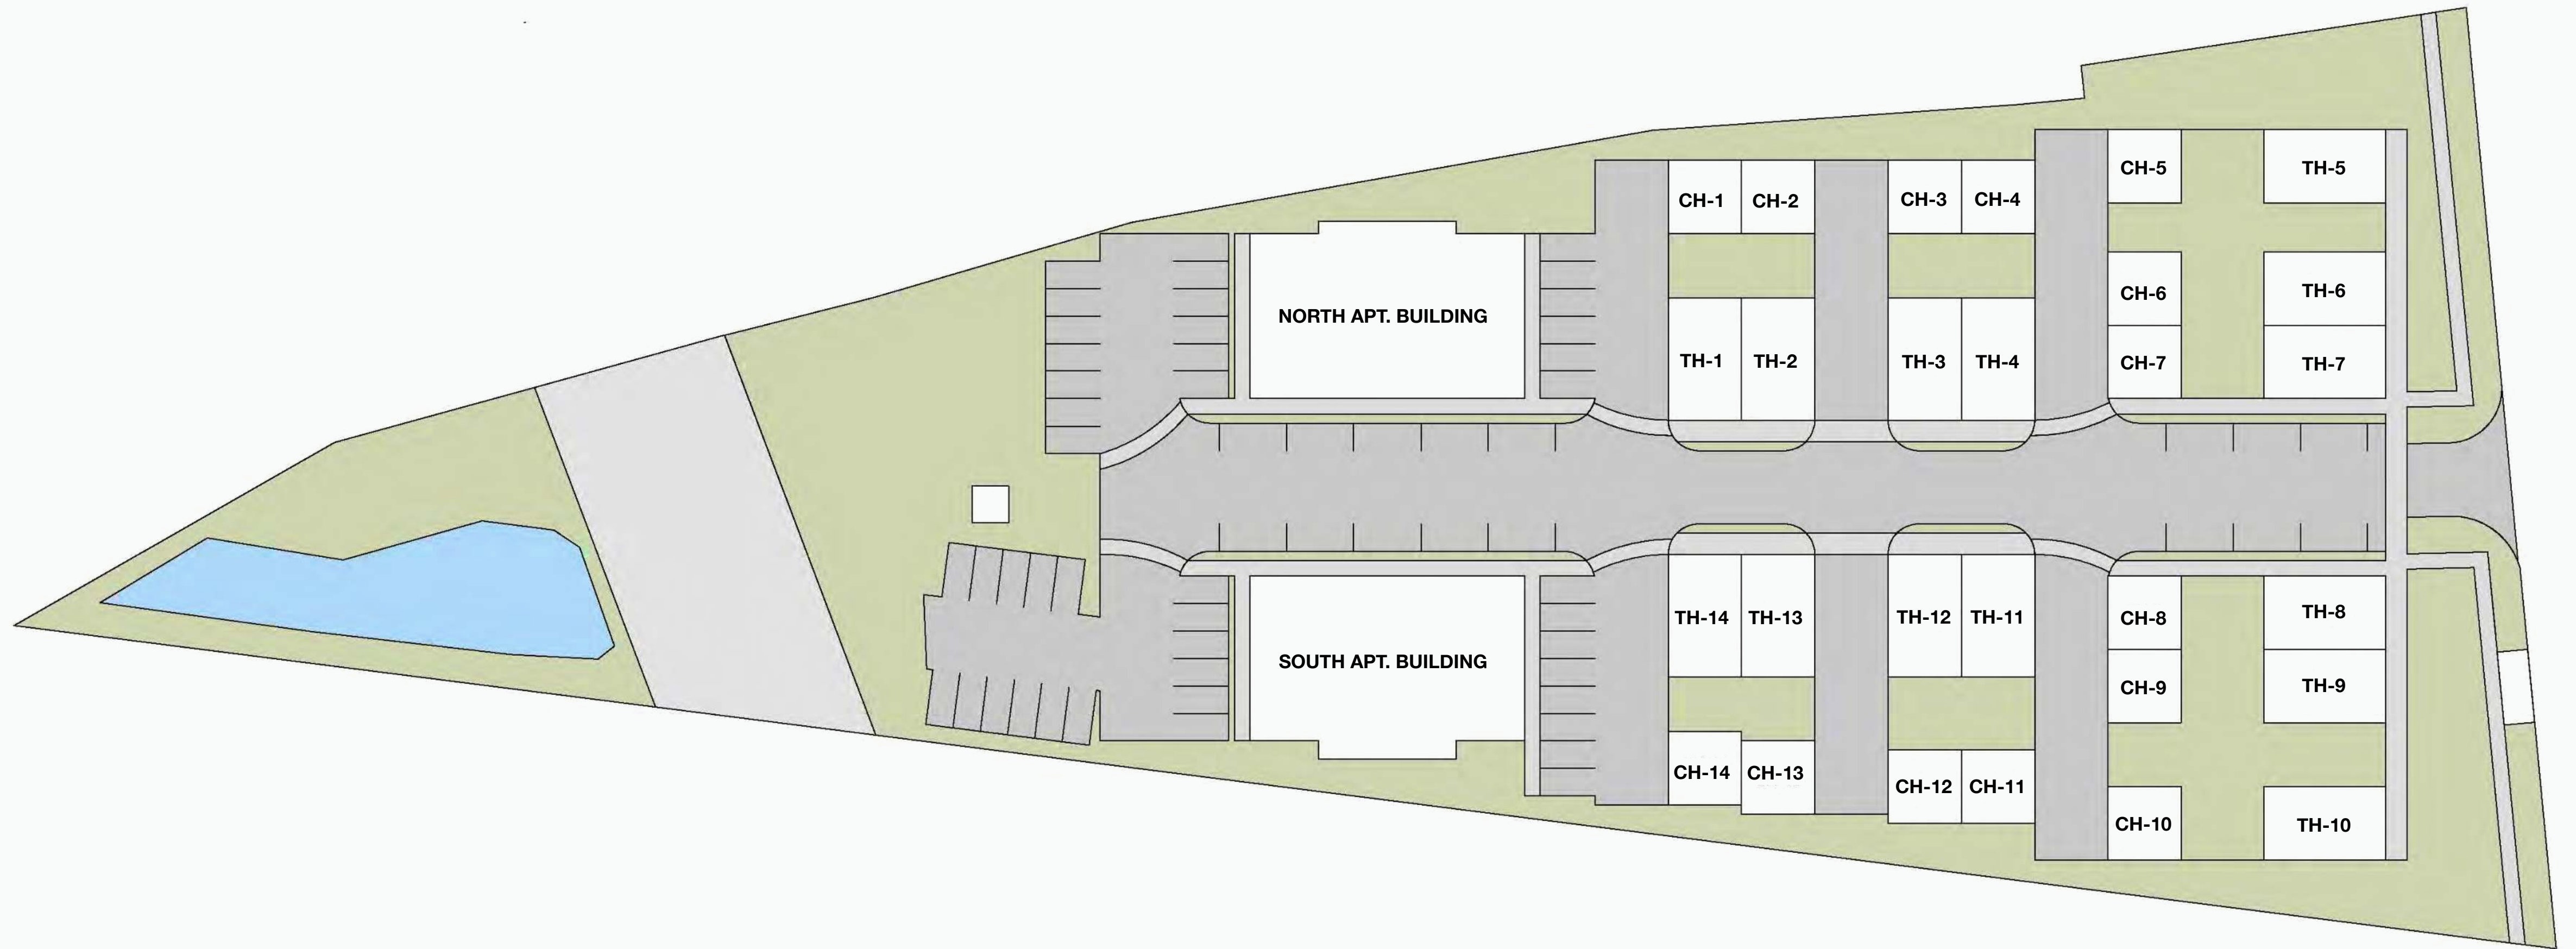 CH-5
TH-5
CH-1
CH-2
CH-3
CH-4
CH-6
TH-6
NORTH APT. BUILDING
TH-1
TH-2
TH-3
TH-4
CH-7
TH-7
TH-14
TH-13
TH-12
TH-11
CH-8
TH-8
SOUTH APT. BUILDING
CH-9
TH-9
CH-14
CH-13
CH-12
CH-11
CH-10
TH-10